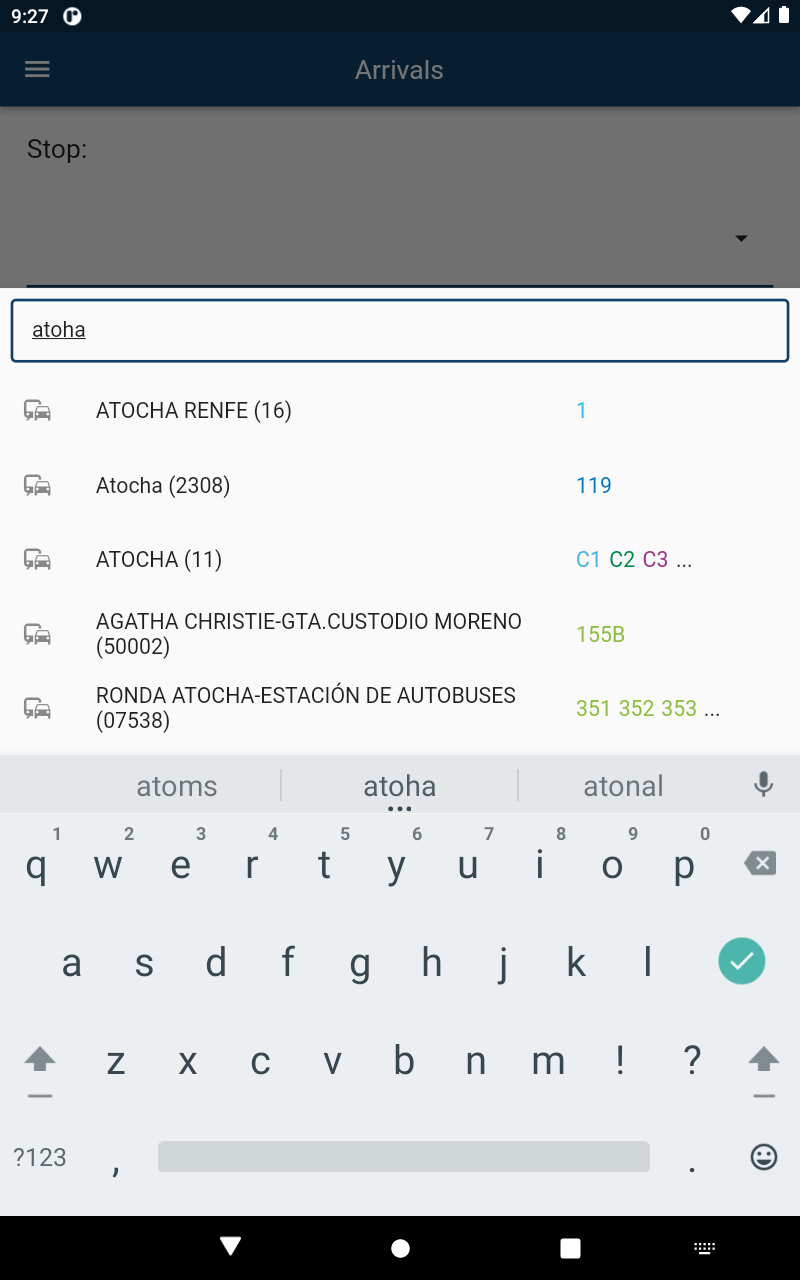 9:27
Arrivals
Stop:
atoha
ATOCHA RENFE (16) 1
Atocha (2308) 119
ATOCHA (11) C1 C2 C3 ...
AGATHA CHRISTIE-GTA.CUSTODIO MORENO
(50002) 155B
RONDA ATOCHA-ESTACIÓN DE AUTOBUSES
(07538) 351 352 353 ...
atoms atoha atonal
1 2 3 4 5 6 7 8 9 0
q w e r t y u i o p
a s d f g h j k l
z x c v b n m ! ?
?123 , .